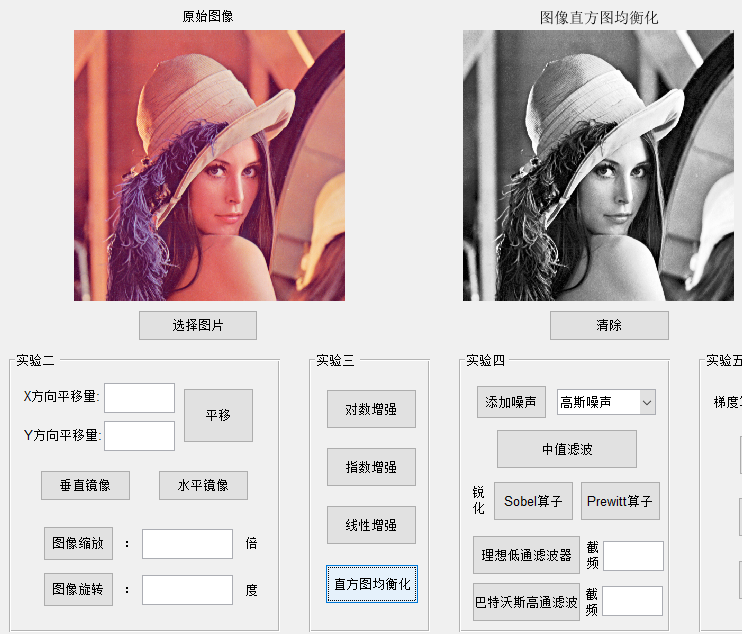 原始图像
图像直方图均衡化
选择图片
清除
实验二
X方向平移量:
Y方向平移量:
平移
垂直镜像
水平镜像
图像缩放 : 倍
图像旋转 : 度
实验三
对数增强
指数增强
线性增强
直方图均衡化
实验四
添加噪声
高斯噪声
中值滤波
锐化
Sobel算子
Prewitt算子
理想低通滤波器
截频
巴特沃斯高通滤波
截频
实验五
梯度